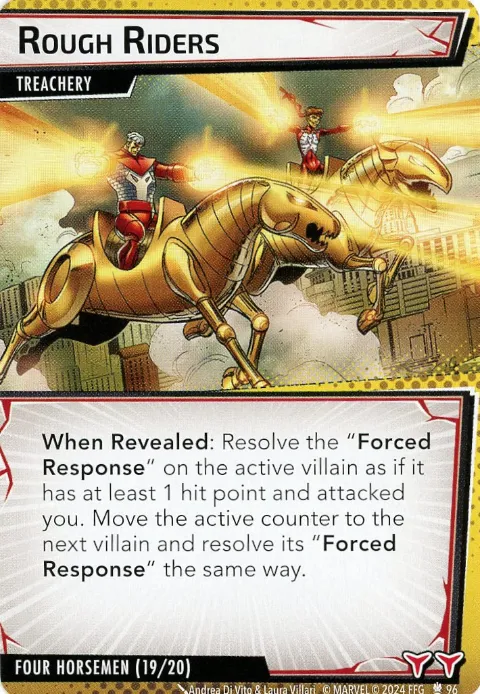 ROUGH RIDERS
TREACHERY
When Revealed: Resolve the “Forced
Response” on the active villain as if it
has at least 1 hit point and attacked
you. Move the active counter to the
next villain and resolve its “Forced
Response” the same way.
FOUR HORSEMEN (19/20)
Andrea Di Vito & Laura Villari. © MARVEL © 2024 FFG 96